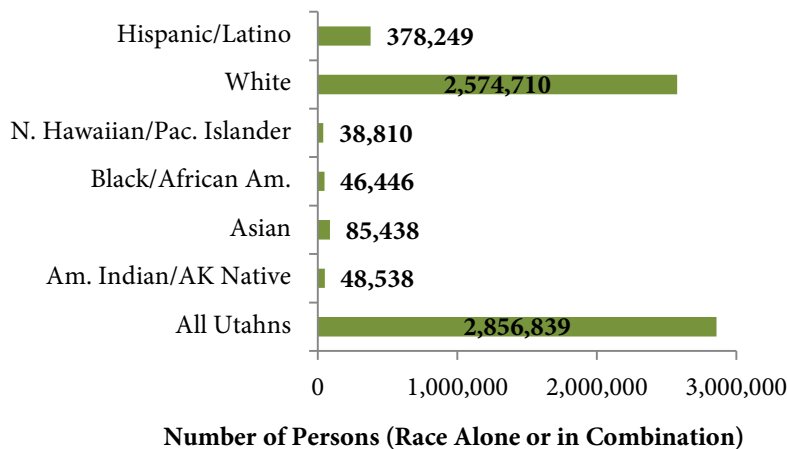 Hispanic/Latino 378,249
White 2,574,710
N. Hawaiian/Pac. Islander 38,810
Black/African Am. 46,446
Asian 85,438
Am. Indian/AK Native 48,538
All Utahns 2,856,839
0 1,000,000 2,000,000 3,000,000
Number of Persons (Race Alone or in Combination)